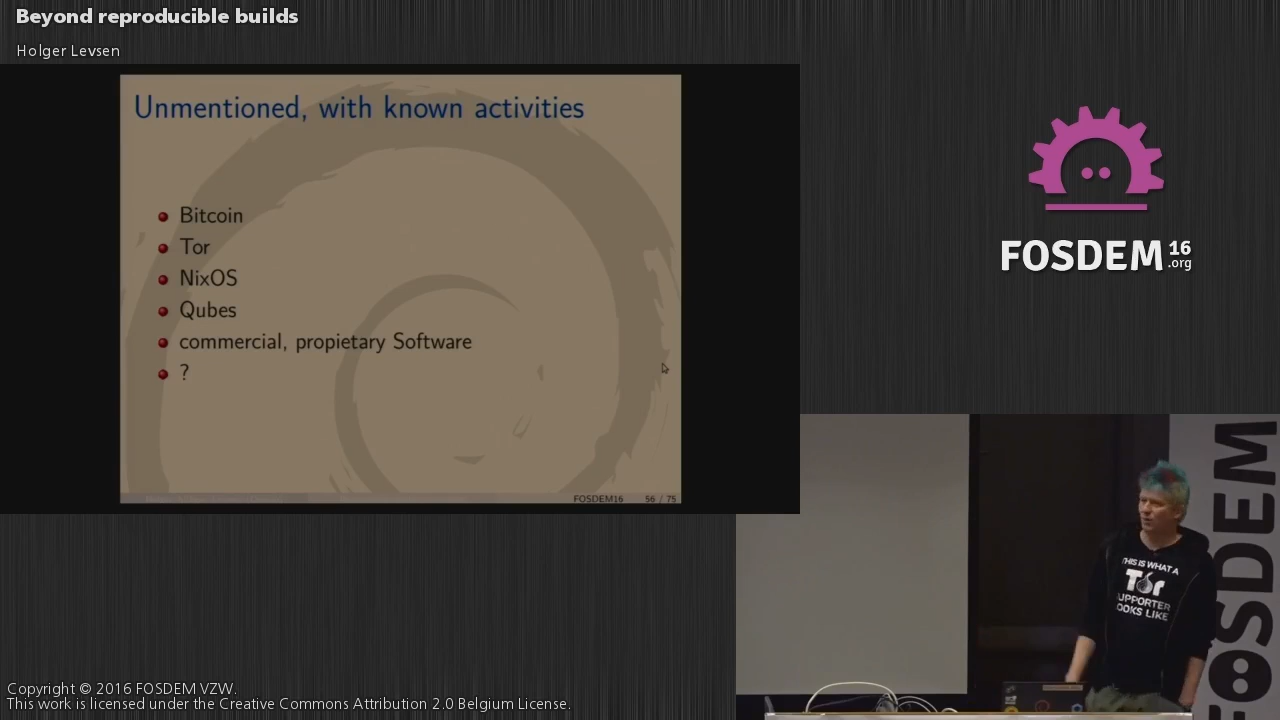 Beyond reproducible builds
Holger Levsen
Unmentioned, with known activities
Bitcoin
Tor
NixOS
Qubes
commercial, propietary Software
?
FOSDEM16 56 / 75
FOSDEM 16
.org
THIS IS WHAT A
Tor
SUPPORTER
LOOKS LIKE
FOSDEM
Copyright © 2016 FOSDEM VZW.
This work is licensed under the Creative Commons Attribution 2.0 Belgium License.